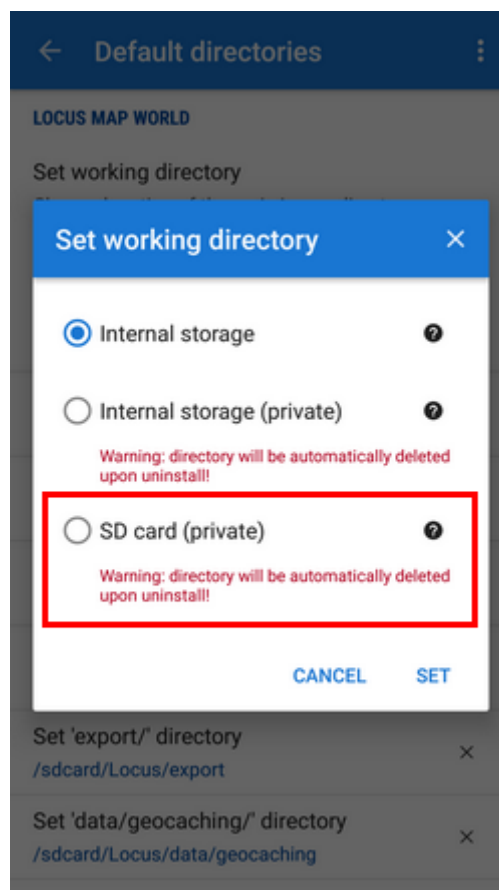 Default directories
LOCUS MAP WORLD
Set working directory
Set working directory
Internal storage
Internal storage (private)
Warning: directory will be automatically deleted
upon uninstall!
SD card (private)
Warning: directory will be automatically deleted
upon uninstall!
CANCEL SET
Set 'export/' directory
/sdcard/Locus/export
Set 'data/geocaching/' directory
/sdcard/Locus/data/geocaching